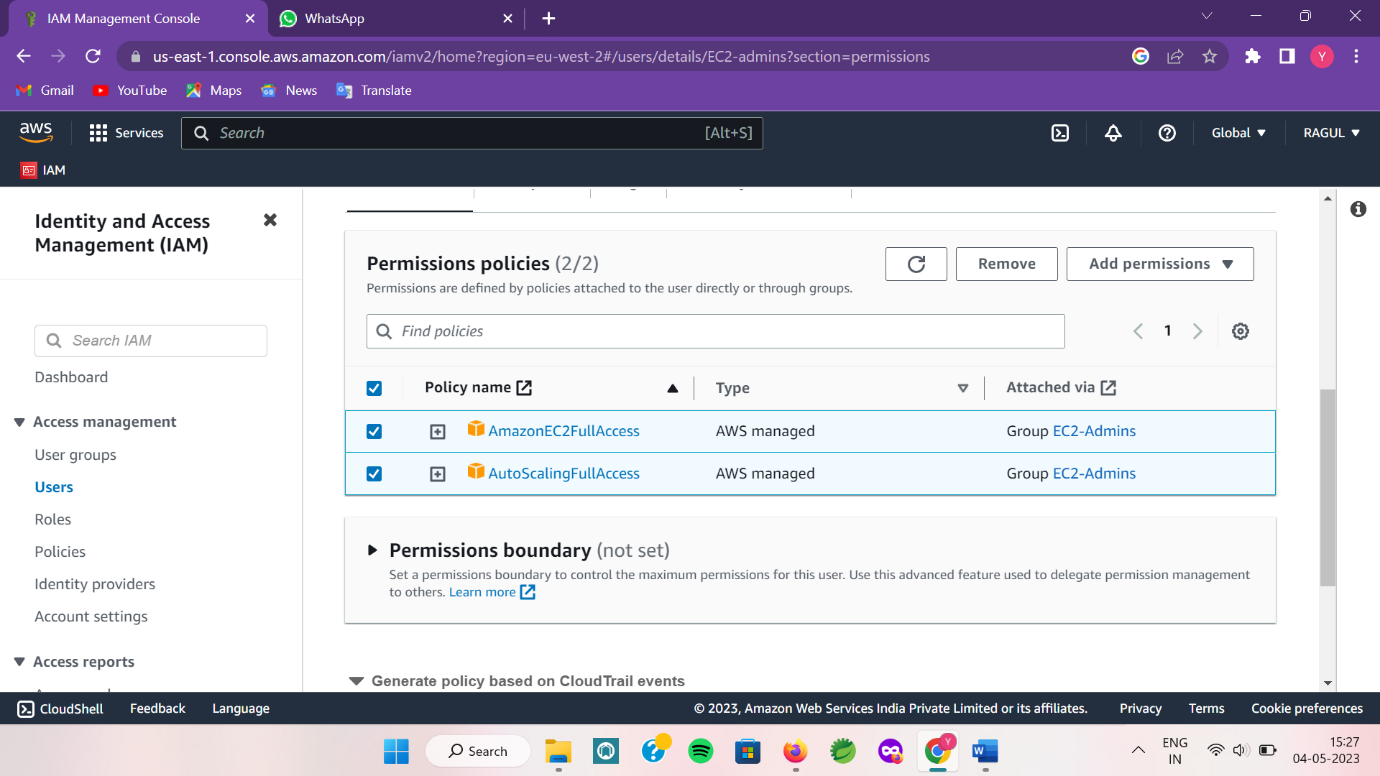 IAM Management Console
WhatsApp
us-east-1.console.aws.amazon.com/iamv2/home?region=eu-west-2#/users/details/EC2-admins?section=permissions
Y
Gmail
YouTube
Maps
News
Translate
aws
Services
Search
[Alt+S]
Global
RAGUL
IAM
Identity and Access
Management (IAM)
Search IAM
Dashboard
Access management
User groups
Users
Roles
Policies
Identity providers
Account settings
Access reports
Permissions policies (2/2)
Permissions are defined by policies attached to the user directly or through groups.
Remove
Add permissions
Find policies
1
Policy name
Type
Attached via
AmazonEC2FullAccess
AWS managed
Group EC2-Admins
AutoScalingFullAccess
AWS managed
Group EC2-Admins
Permissions boundary (not set)
Set a permissions boundary to control the maximum permissions for this user. Use this advanced feature used to delegate permission management
to others. Learn more
Generate policy based on CloudTrail events
CloudShell
Feedback
Language
© 2023, Amazon Web Services India Private Limited or its affiliates.
Privacy
Terms
Cookie preferences
Search
ENG
IN
15:27
04-05-2023